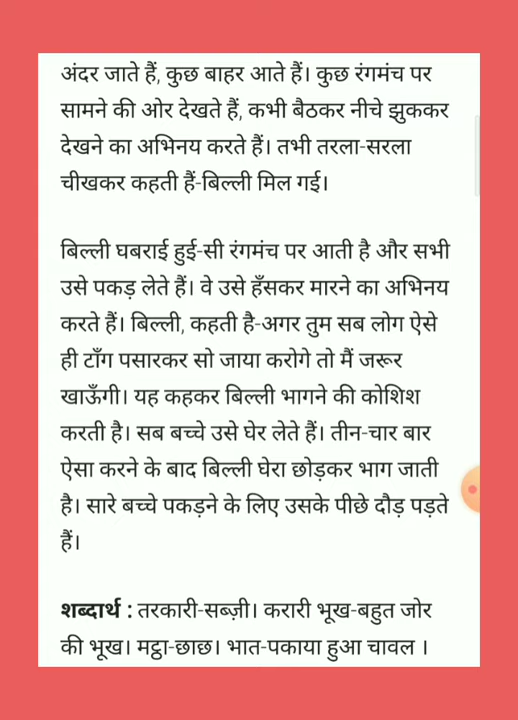 अंदर जाते हैं, कुछ बाहर आते हैं। कुछ रंगमंच पर
सामने की ओर देखते हैं, कभी बैठकर नीचे झुककर
देखने का अभिनय करते हैं। तभी तरला-सरला
चीखकर कहती हैं-बिल्ली मिल गई।
बिल्ली घबराई हुई-सी रंगमंच पर आती है और सभी
उसे पकड़ लेते हैं। वे उसे हँसकर मारने का अभिनय
करते हैं। बिल्ली, कहती है-अगर तुम सब लोग ऐसे
ही टाँग पसारकर सो जाया करोगे तो मैं जरूर
खाऊँगी। यह कहकर बिल्ली भागने की कोशिश
करती है। सब बच्चे उसे घेर लेते हैं। तीन-चार बार
ऐसा करने के बाद बिल्ली घेरा छोड़कर भाग जाती
है। सारे बच्चे पकड़ने के लिए उसके पीछे दौड़ पड़ते
हैं।
शब्दार्थ : तरकारी-सब्ज़ी। करारी भूख-बहुत जोर
की भूख। मट्ठा-छाछ। भात-पकाया हुआ चावल ।